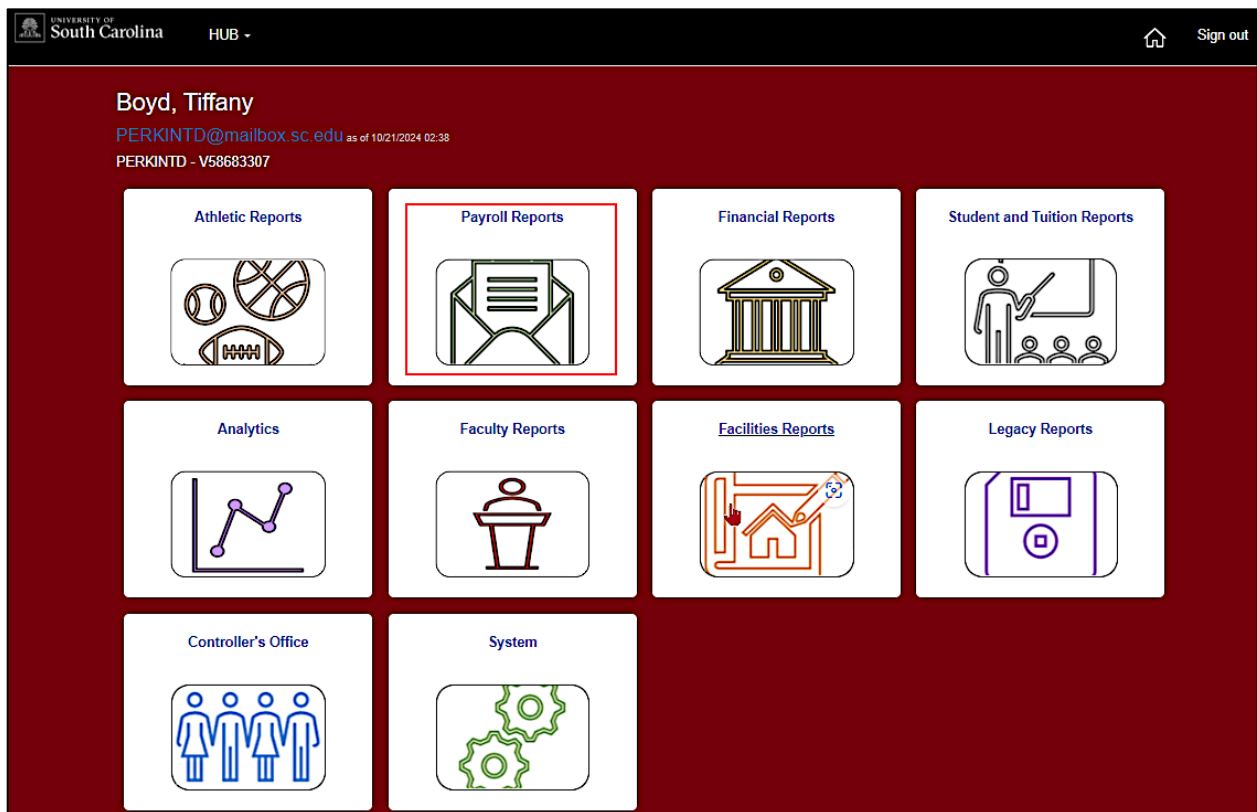 UNIVERSITY OF
South Carolina
HUB
Sign out
Boyd, Tiffany
PERKINTD@mailbox.sc.edu as of 10/21/2024 02:38
PERKINTD - V58683307
Athletic Reports
Payroll Reports
Financial Reports
Student and Tuition Reports
Analytics
Faculty Reports
Facilities Reports
Legacy Reports
Controller's Office
System